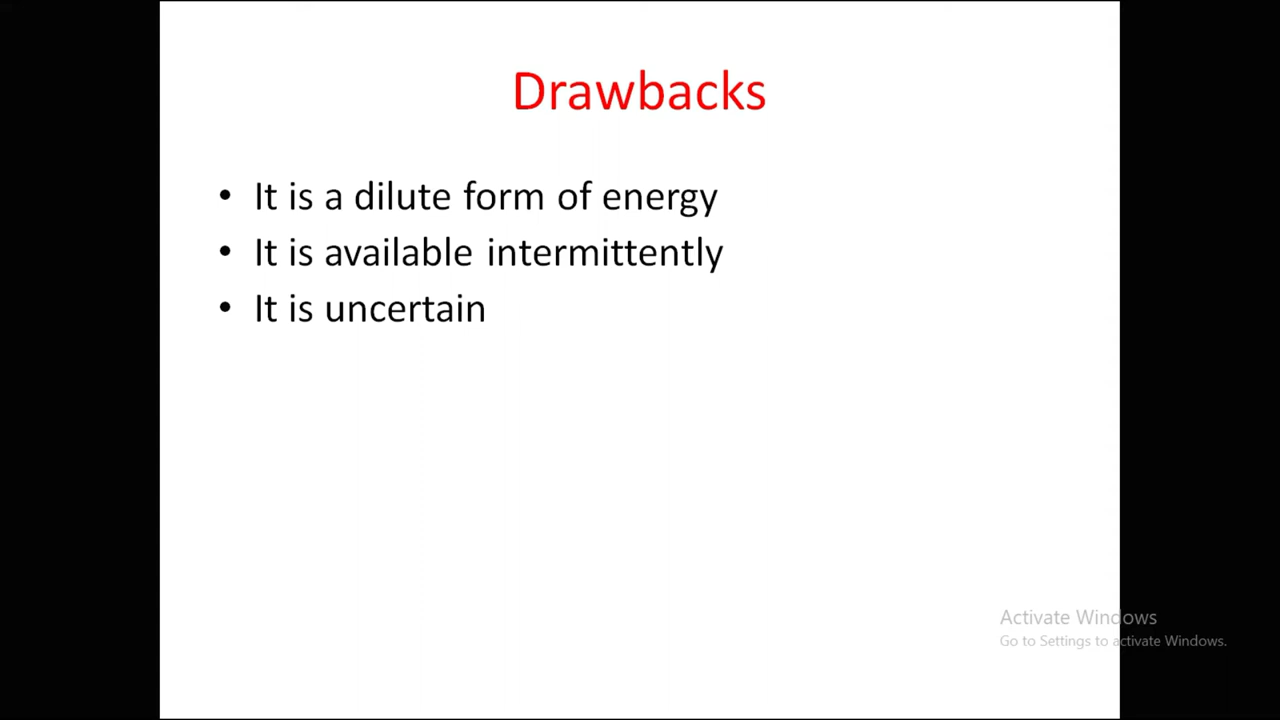 Drawbacks
• It is a dilute form of energy
• It is available intermittently
• It is uncertain
Activate Windows
Go to Settings to activate Windows.